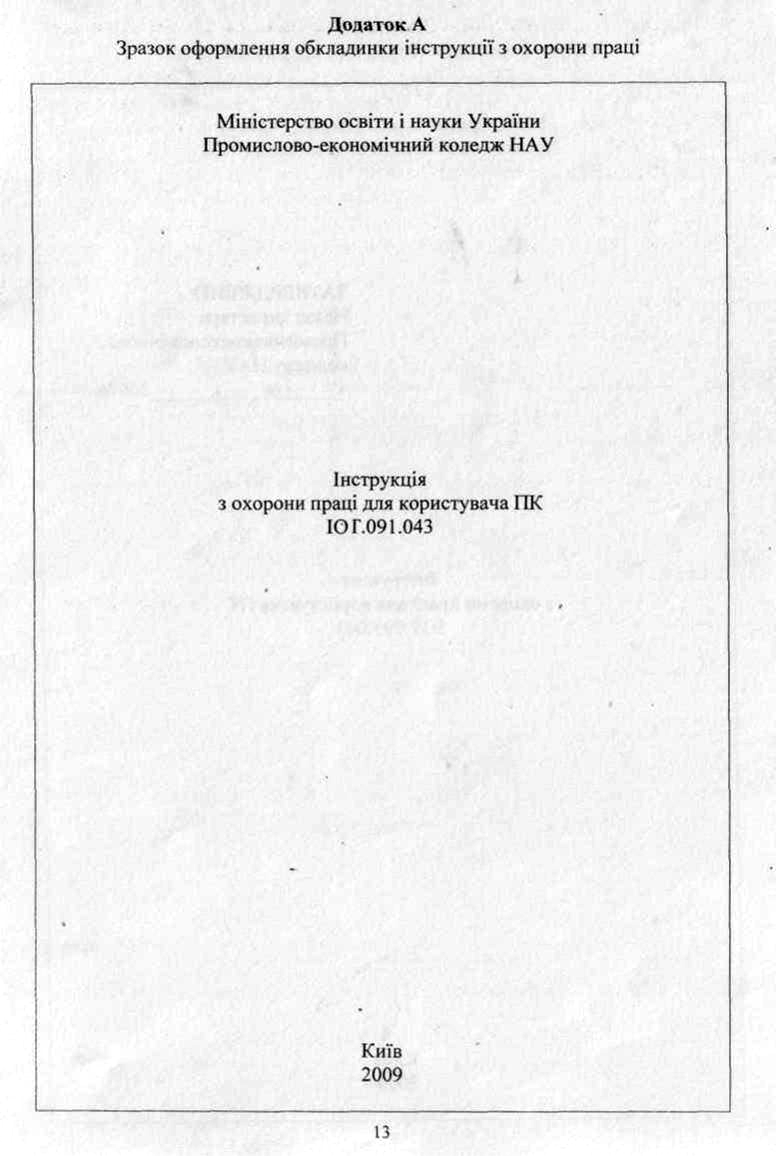 Додаток А
Зразок оформлення обкладинки інструкції з охорони праці
Міністерство освіти і науки України
Промислово-економічний коледж НАУ
Інструкція
з охорони праці для користувача ПК
ІОГ.091.043
Київ
2009
13